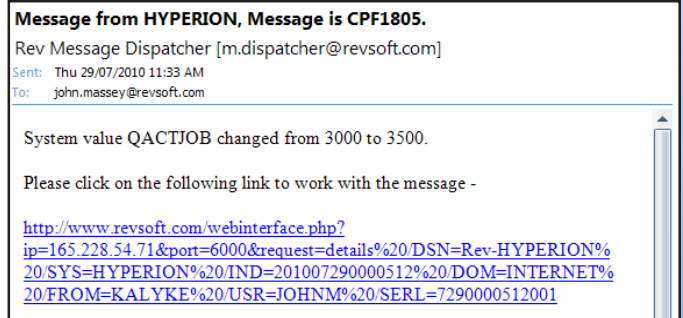 Message from HYPERION, Message is CPF1805.
Rev Message Dispatcher [m.dispatcher@revsoft.com]
Sent: Thu 29/07/2010 11:33 AM
To: john.massey@revsoft.com
System value QACTJOB changed from 3000 to 3500.
Please click on the following link to work with the message -
http://www.revsoft.com/webinterface.php?
ip=165.228.54.71&port=6000&request=details%20/DSN=Rev-HYPERION%
20/SYS=HYPERION%20/IND=201007290000512%20/DOM=INTERNET%
20/FROM=KALYKE%20/USR=JOHNM%20/SERL=7290000512001